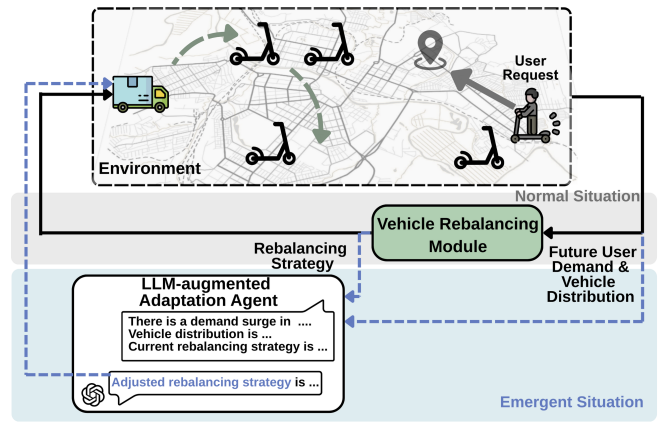 User
Request
Environment
Normal Situation
Vehicle Rebalancing
Module
Rebalancing
Strategy
Future User
Demand &
Vehicle
Distribution
LLM-augmented
Adaptation Agent
There is a demand surge in ....
Vehicle distribution is ...
Current rebalancing strategy is ...
Adjusted rebalancing strategy is ...
Emergent Situation